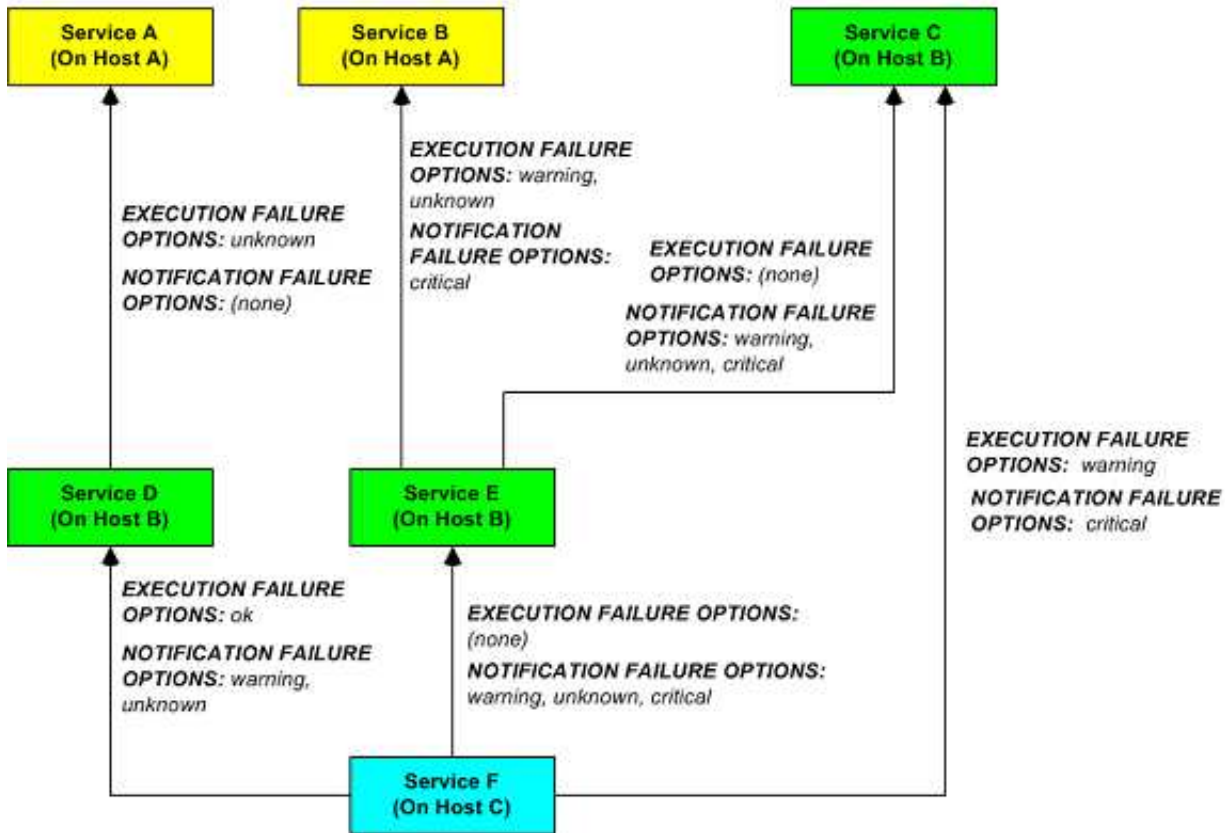 Service A
(On Host A)
Service B
(On Host A)
Service C
(On Host B)
EXECUTION FAILURE
OPTIONS: unknown
NOTIFICATION FAILURE
OPTIONS: (none)
EXECUTION FAILURE
OPTIONS: warning,
unknown
NOTIFICATION
FAILURE OPTIONS:
critical
EXECUTION FAILURE
OPTIONS: (none)
NOTIFICATION FAILURE
OPTIONS: warning,
unknown, critical
EXECUTION FAILURE
OPTIONS: warning
NOTIFICATION FAILURE
OPTIONS: critical
Service D
(On Host B)
Service E
(On Host B)
EXECUTION FAILURE
OPTIONS: ok
NOTIFICATION FAILURE
OPTIONS: warning,
unknown
EXECUTION FAILURE OPTIONS:
(none)
NOTIFICATION FAILURE OPTIONS:
warning, unknown, critical
Service F
(On Host C)